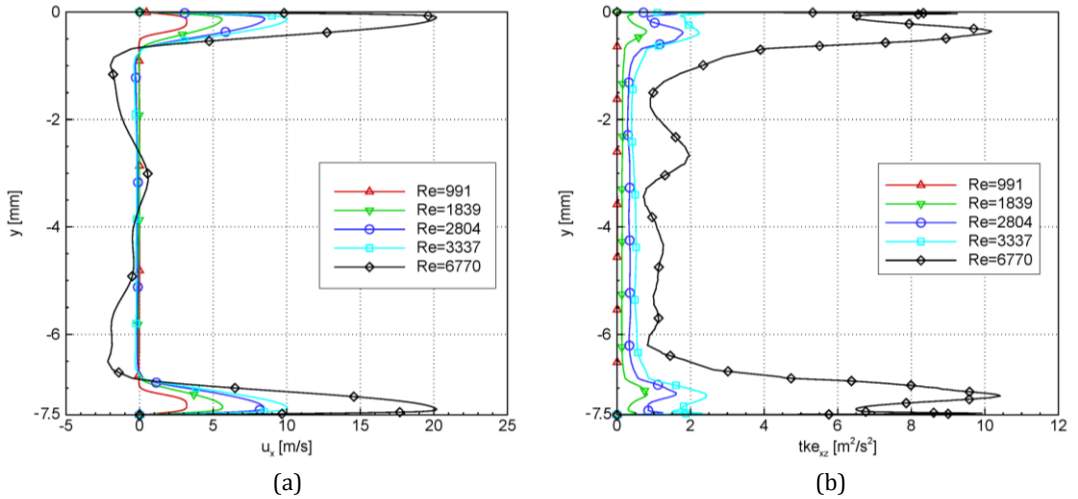 0
-2
-4
-6
-7.5
y [mm]
-5
0
5
10
15
20
25
u_x [m/s]
Re=991
Re=1839
Re=2804
Re=3337
Re=6770
(a)
0
-2
-4
-6
-7.5
y [mm]
0
2
4
6
8
10
12
tke_xz [m²/s²]
Re=991
Re=1839
Re=2804
Re=3337
Re=6770
(b)